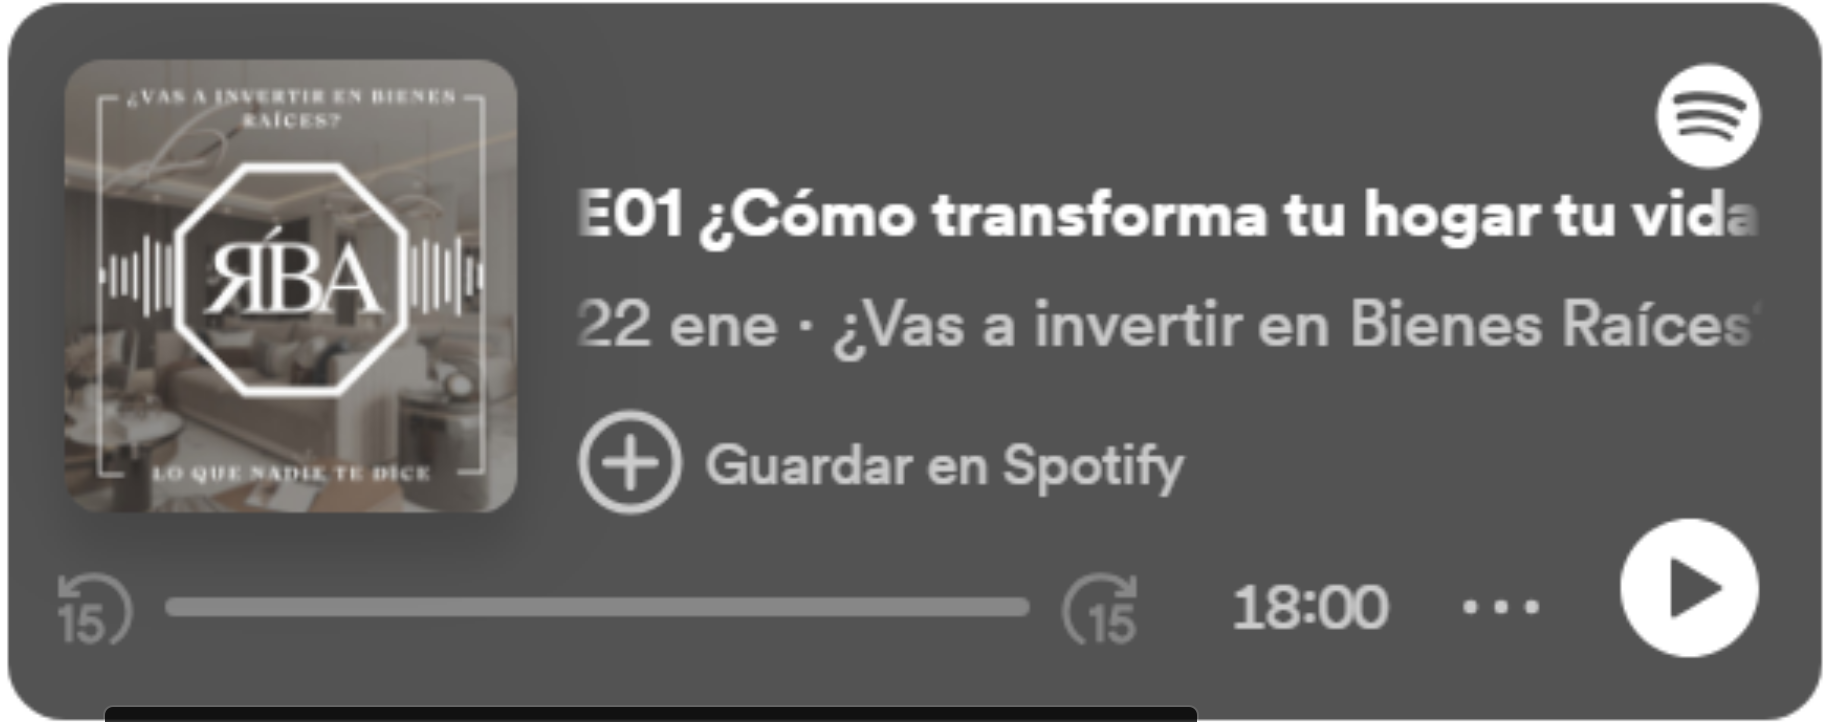 ¿VAS A INVERTIR EN BIENES
RAÍCES?
RÍBA
LO QUE NADIE TE DICE
E01 ¿Cómo transforma tu hogar tu vida
22 ene · ¿Vas a invertir en Bienes Raíces?
Guardar en Spotify
15
15
18:00